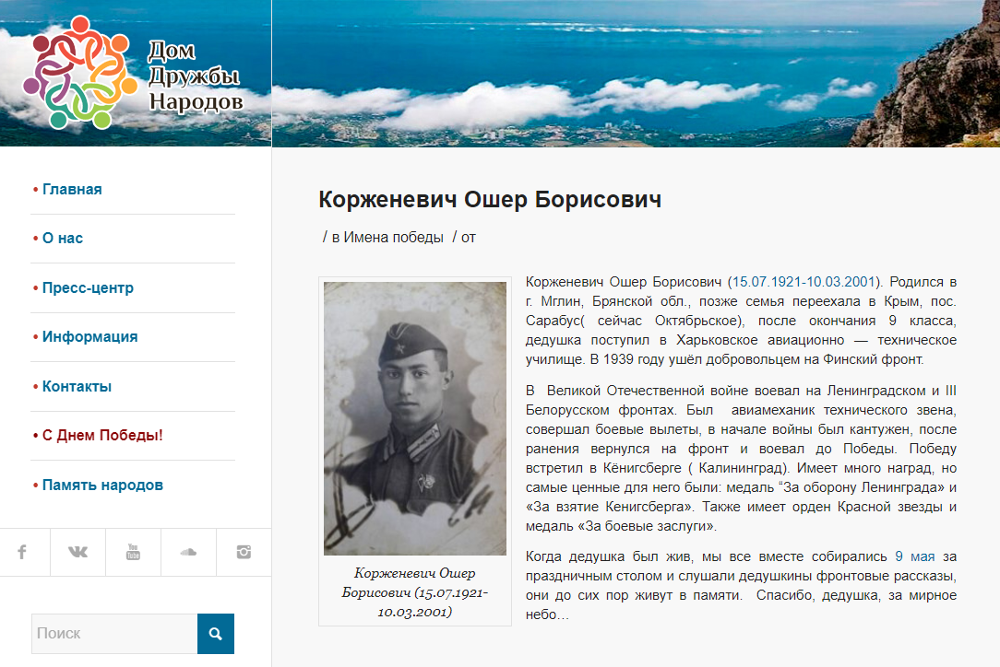 Дом
Дружбы
Народов
• Главная
• О нас
• Пресс-центр
• Информация
• Контакты
• С Днем Победы!
• Память народов
Поиск
Корженевич Ошер Борисович
/ в Имена победы / от
Корженевич Ошер
Борисович (15.07.1921-
10.03.2001)
Корженевич Ошер Борисович (15.07.1921-10.03.2001). Родился в
г. Мглин, Брянской обл., позже семья переехала в Крым, пос.
Сарабус( сейчас Октябрьское), после окончания 9 класса,
дедушка поступил в Харьковское авиационно — техническое
училище. В 1939 году ушёл добровольцем на Финский фронт.
В Великой Отечественной войне воевал на Ленинградском и III
Белорусском фронтах. Был авиамеханик технического звена,
совершал боевые вылеты, в начале войны был кантужен, после
ранения вернулся на фронт и воевал до Победы. Победу
встретил в Кёнигсберге ( Калининград). Имеет много наград, но
самые ценные для него были: медаль “За оборону Ленинграда» и
«За взятие Кенигсберга». Также имеет орден Красной звезды и
медаль «За боевые заслуги».
Когда дедушка был жив, мы все вместе собирались 9 мая за
праздничным столом и слушали дедушкины фронтовые рассказы,
они до сих пор живут в памяти. Спасибо, дедушка, за мирное
небо…